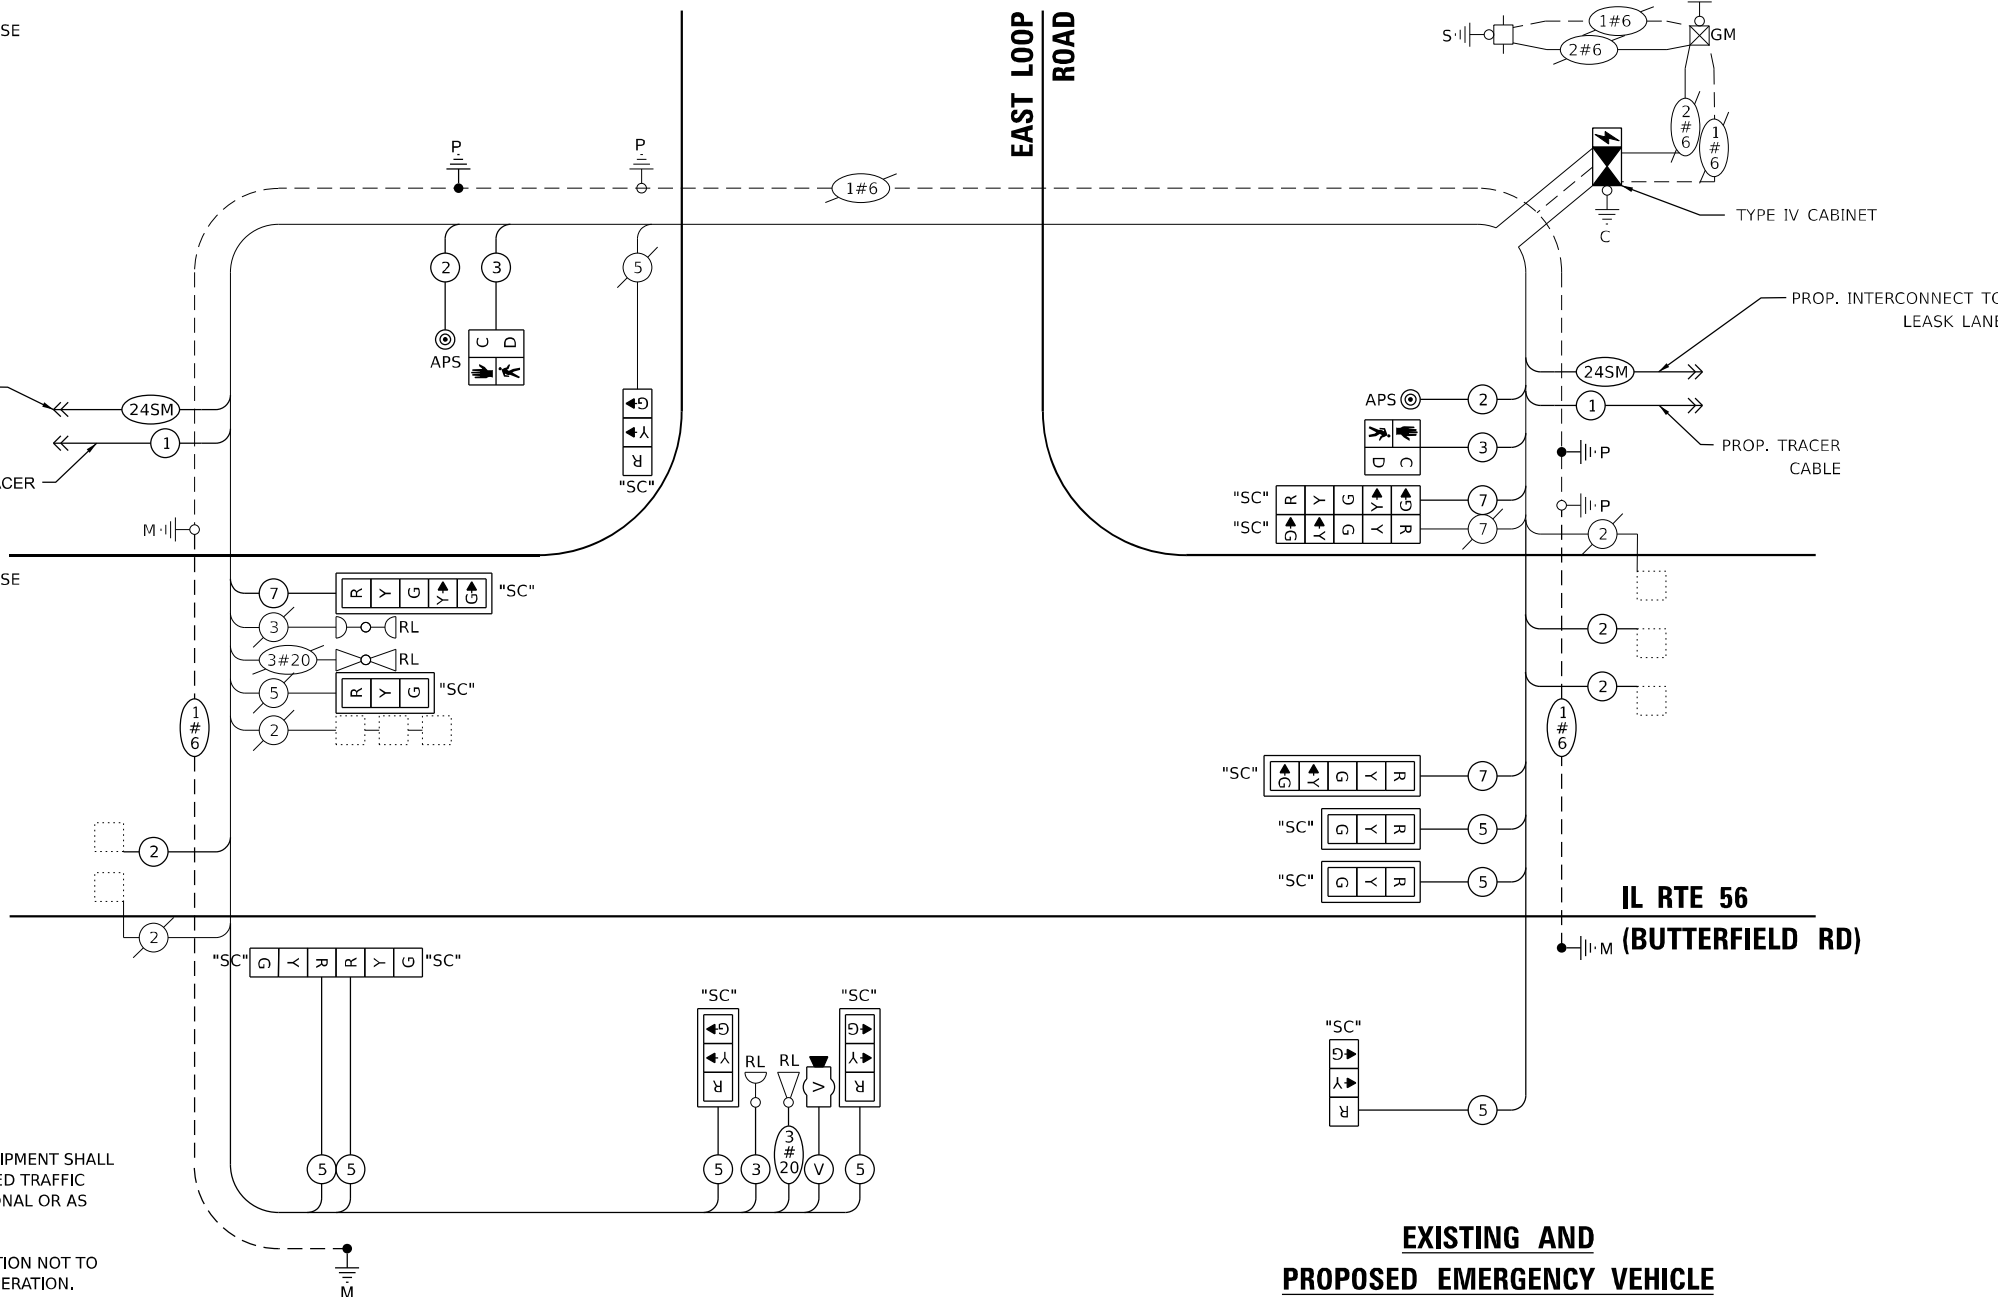 SE
EAST LOOP
ROAD
S
1#6
2#6
GM
2
#
6
1
#
6
P
P
1#6
TYPE IV CABINET
C
2
3
5
APS
C D
G
Y
R
"SC"
PROP. INTERCONNECT TO
LEASK LANE
24SM
1
ACER
24SM
1
PROP. TRACER
CABLE
APS
2
3
D C
P
P
"SC" R Y G Y G
7
"SC" G Y G Y R
7
2
M
SE
7
R Y G Y G
"SC"
3
RL
3#20
RL
5
R Y G
"SC"
2
2
2
1
#
6
1
#
6
"SC"
G Y G Y R
7
"SC"
G Y R
5
"SC"
G Y R
5
2
2
IL RTE 56
(BUTTERFIELD RD)
M
"SC" G Y R R Y G "SC"
"SC"
G
Y
R
RL
RL
V
"SC"
G
Y
R
"SC"
G
Y
R
5
5
5
5
3
3
#
20
V
5
IPMENT SHALL
ED TRAFFIC
ONAL OR AS
TION NOT TO
ERATION.
M
EXISTING AND
PROPOSED EMERGENCY VEHICLE